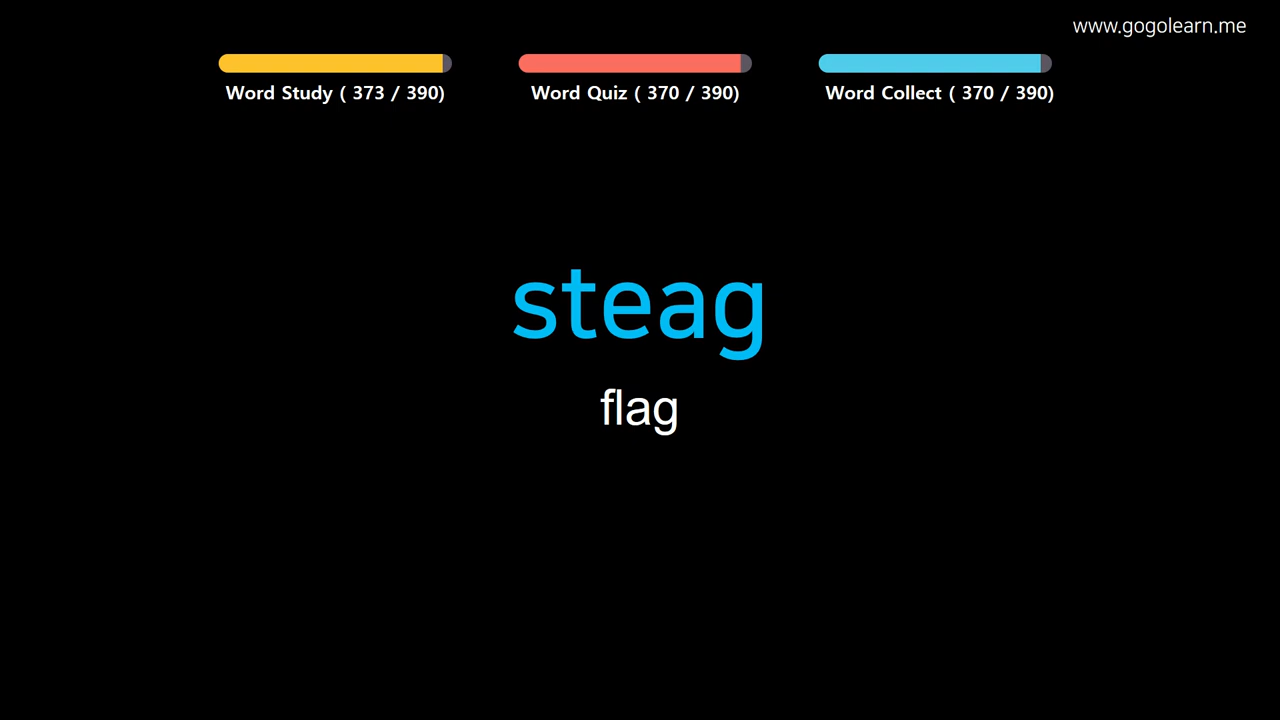 www.gogolearn.me
Word Study ( 373 / 390)
Word Quiz ( 370 / 390)
Word Collect ( 370 / 390)
steag
flag